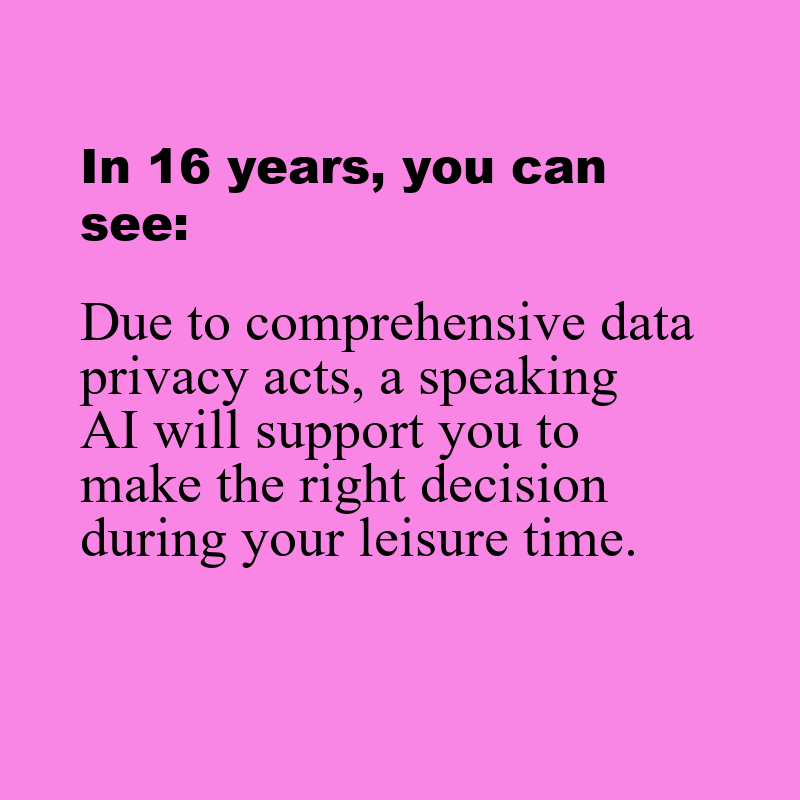 In 16 years, you can
see:
Due to comprehensive data
privacy acts, a speaking
AI will support you to
make the right decision
during your leisure time.